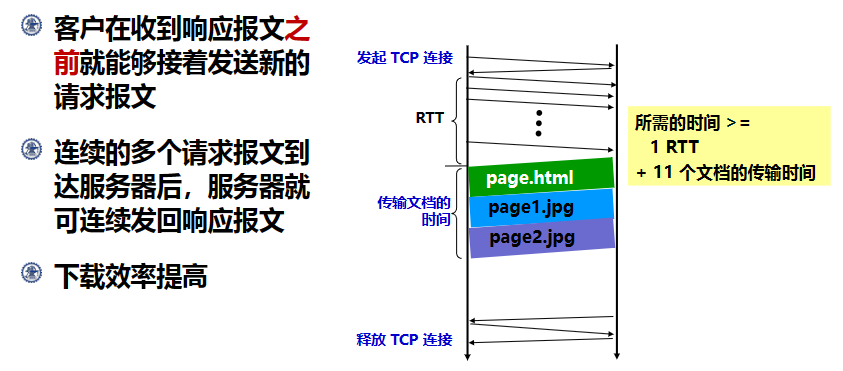 客户在收到响应报文之
前就能够接着发送新的
请求报文
连续的多个请求报文到
达服务器后，服务器就
可连续发回响应报文
下载效率提高
发起 TCP 连接
RTT
传输文档的
时间
page.html
page1.jpg
page2.jpg
释放 TCP 连接
所需的时间 >=
1 RTT
+ 11 个文档的传输时间